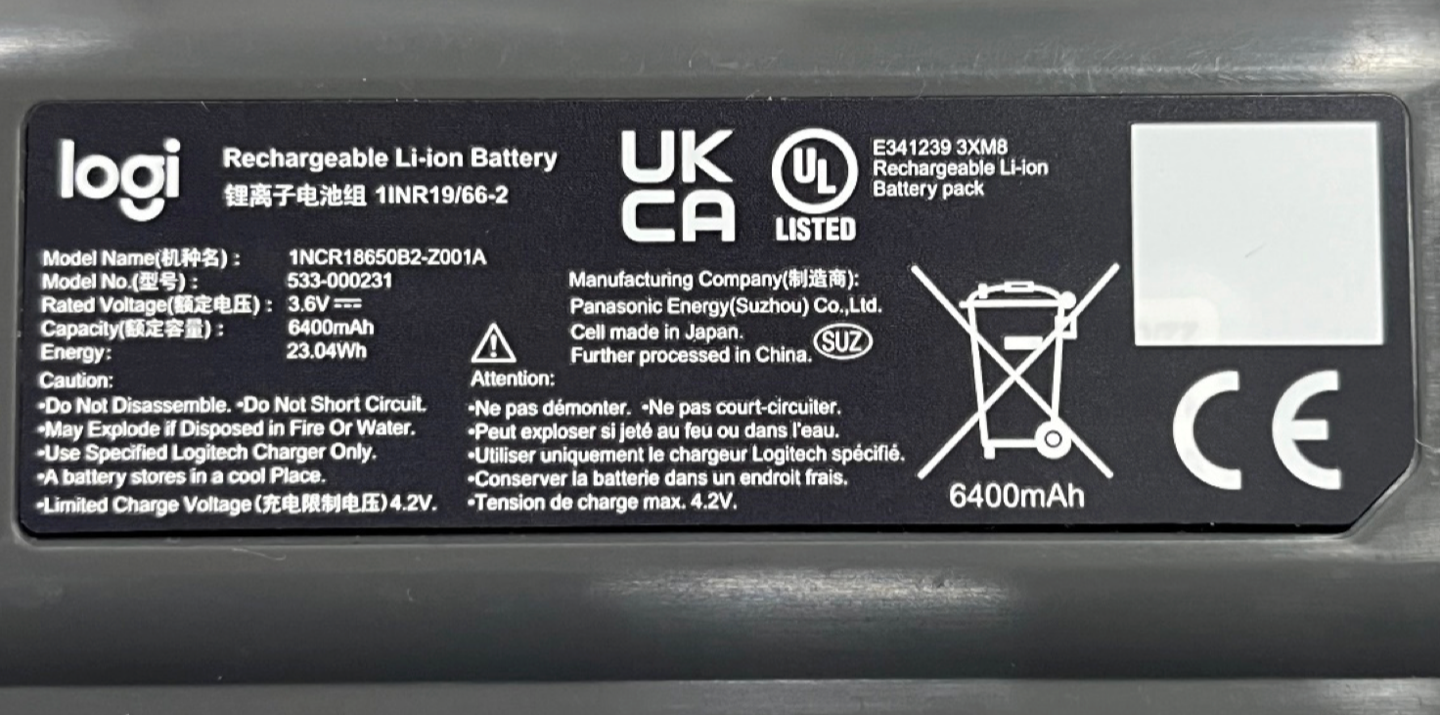 logi
Rechargeable Li-ion Battery
锂离子电池组 1INR19/66-2
UK
CA
UL
LISTED
E341239 3XM8
Rechargeable Li-ion
Battery pack
Model Name(机种名) : 1NCR18650B2-Z001A
Model No.(型号) : 533-000231
Rated Voltage(额定电压) : 3.6V
Capacity(额定容量) : 6400mAh
Energy: 23.04Wh
Manufacturing Company(制造商):
Panasonic Energy(Suzhou) Co.,Ltd.
Cell made in Japan.
Further processed in China.
SUZ
Caution:
•Do Not Disassemble. •Do Not Short Circuit.
•May Explode if Disposed in Fire Or Water.
•Use Specified Logitech Charger Only.
•A battery stores in a cool Place.
•Limited Charge Voltage (充电限制电压)4.2V.
Attention:
•Ne pas démonter. •Ne pas court-circuiter.
•Peut exploser si jeté au feu ou dans l'eau.
•Utiliser uniquement le chargeur Logitech spécifié.
•Conserver la batterie dans un endroit frais.
•Tension de charge max. 4.2V.
6400mAh
CE